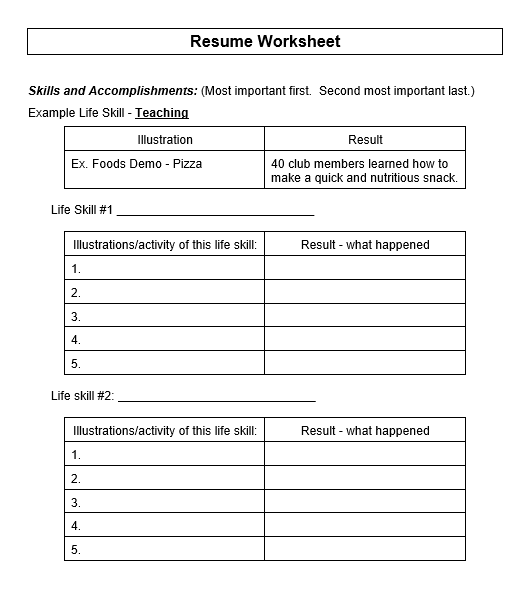 Resume Worksheet
Skills and Accomplishments: (Most important first.  Second most important last.)
Example Life Skill - Teaching
Illustration Result
Ex. Foods Demo - Pizza 40 club members learned how to
make a quick and nutritious snack.
Life Skill #1 ______________________________
Illustrations/activity of this life skill: Result - what happened
1.
2.
3.
4.
5.
Life skill #2: ______________________________
Illustrations/activity of this life skill: Result - what happened
1.
2.
3.
4.
5.